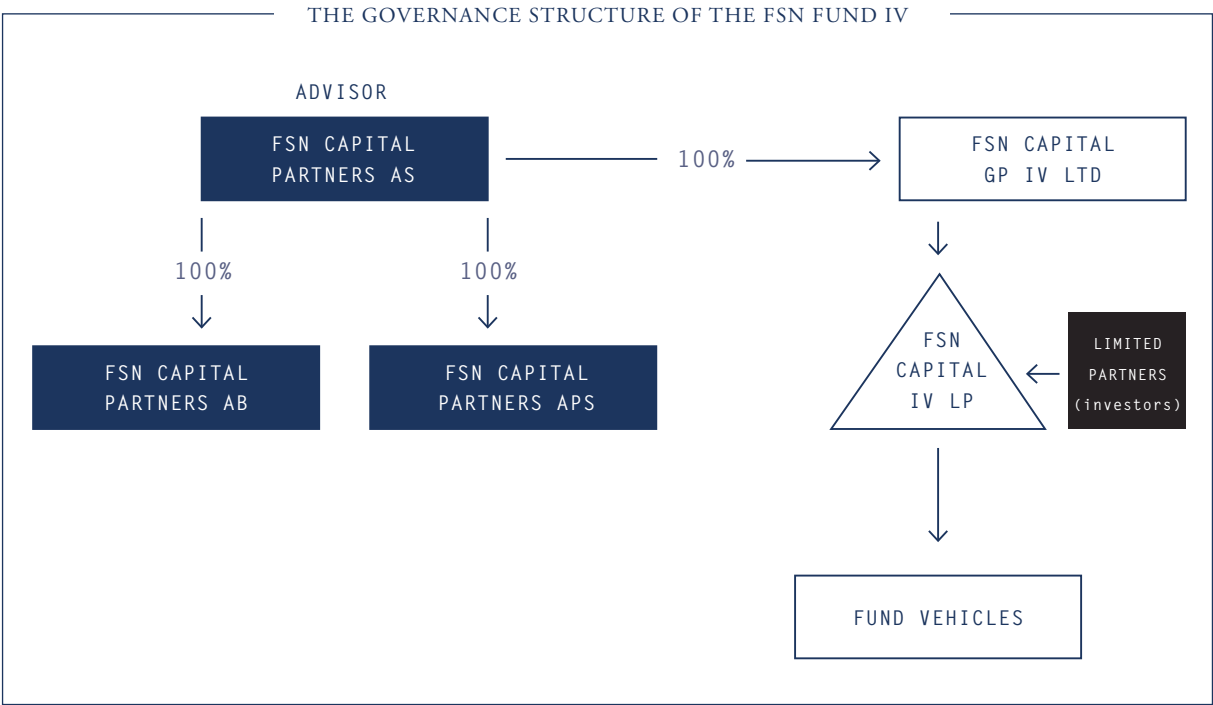 THE GOVERNANCE STRUCTURE OF THE FSN FUND IV
ADVISOR
FSN CAPITAL
PARTNERS AS
100%
FSN CAPITAL
GP IV LTD
100%
100%
FSN CAPITAL
PARTNERS AB
FSN CAPITAL
PARTNERS APS
FSN
CAPITAL
IV LP
LIMITED
PARTNERS
(investors)
FUND VEHICLES